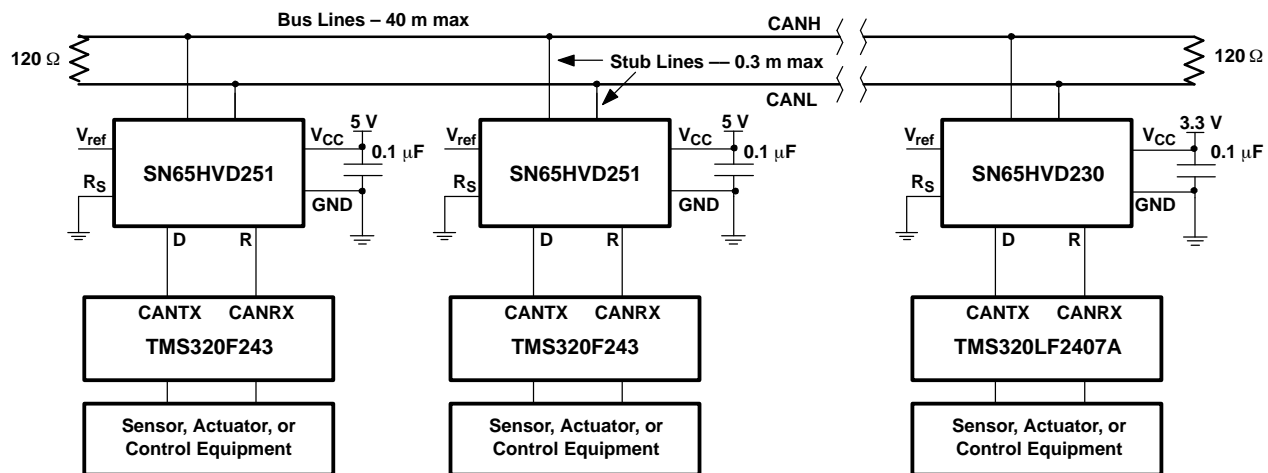 Bus Lines – 40 m max
CANH
120 Ω
120 Ω
Stub Lines –– 0.3 m max
CANL
Vref
VCC
5 V
0.1 μF
SN65HVD251
RS
GND
D
R
Vref
VCC
5 V
0.1 μF
SN65HVD251
RS
GND
D
R
Vref
VCC
3.3 V
0.1 μF
SN65HVD230
RS
GND
D
R
CANTX CANRX
TMS320F243
CANTX CANRX
TMS320F243
CANTX CANRX
TMS320LF2407A
Sensor, Actuator, or
Control Equipment
Sensor, Actuator, or
Control Equipment
Sensor, Actuator, or
Control Equipment